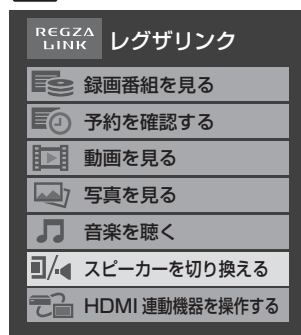 REGZA
LINK レグザリンク
録画番組を見る
予約を確認する
動画を見る
写真を見る
音楽を聴く
スピーカーを切り換える
HDMI 連動機器を操作する